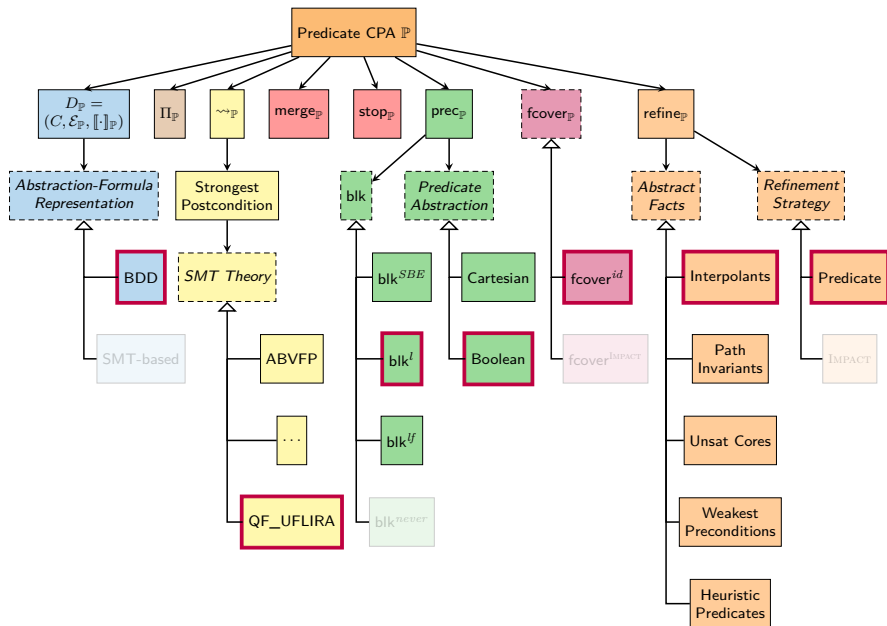 Predicate CPA ℙ
D_ℙ =
(C, ℰ_ℙ, ⟦·⟧_ℙ)
Π_ℙ
⇝_ℙ
merge_ℙ
stop_ℙ
prec_ℙ
fcover_ℙ
refine_ℙ
Abstraction-Formula
Representation
Strongest
Postcondition
blk
Predicate
Abstraction
Abstract
Facts
Refinement
Strategy
BDD
SMT Theory
blk^SBE
Cartesian
fcover^id
Interpolants
Predicate
SMT-based
ABVFP
blk^l
Boolean
fcover^IMPACT
Path
Invariants
IMPACT
...
blk^lf
Unsat Cores
QF_UFLIRA
blk^never
Weakest
Preconditions
Heuristic
Predicates